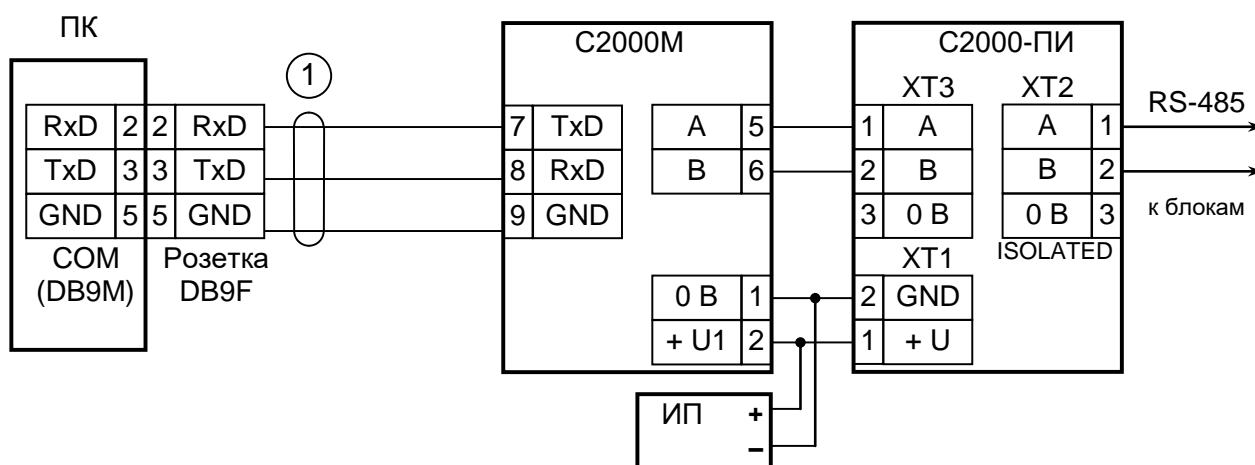 ПК
1
RxD 2 2 RxD
TxD 3 3 TxD
GND 5 5 GND
COM
(DB9M)
Розетка
DB9F
С2000М
7 TxD
8 RxD
9 GND
A 5
B 6
0 В 1
+ U1 2
С2000-ПИ
XT3
1 A
2 B
3 0 В
XT1
2 GND
1 + U
XT2
A 1
B 2
0 В 3
ISOLATED
RS-485
к блокам
ИП +
−